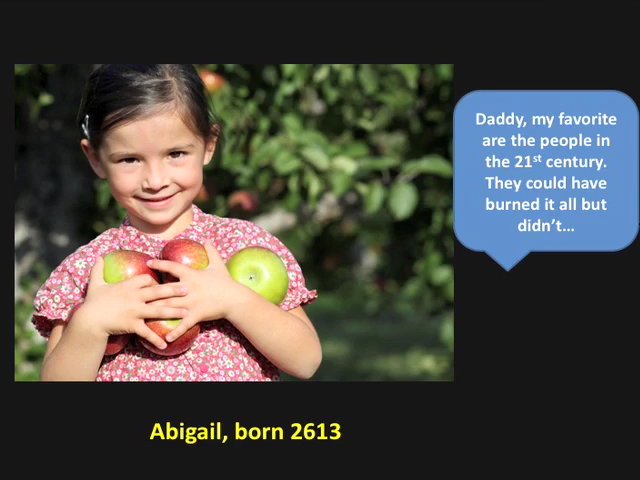 Daddy, my favorite
are the people in
the 21st century.
They could have
burned it all but
didn't...
Abigail, born 2613